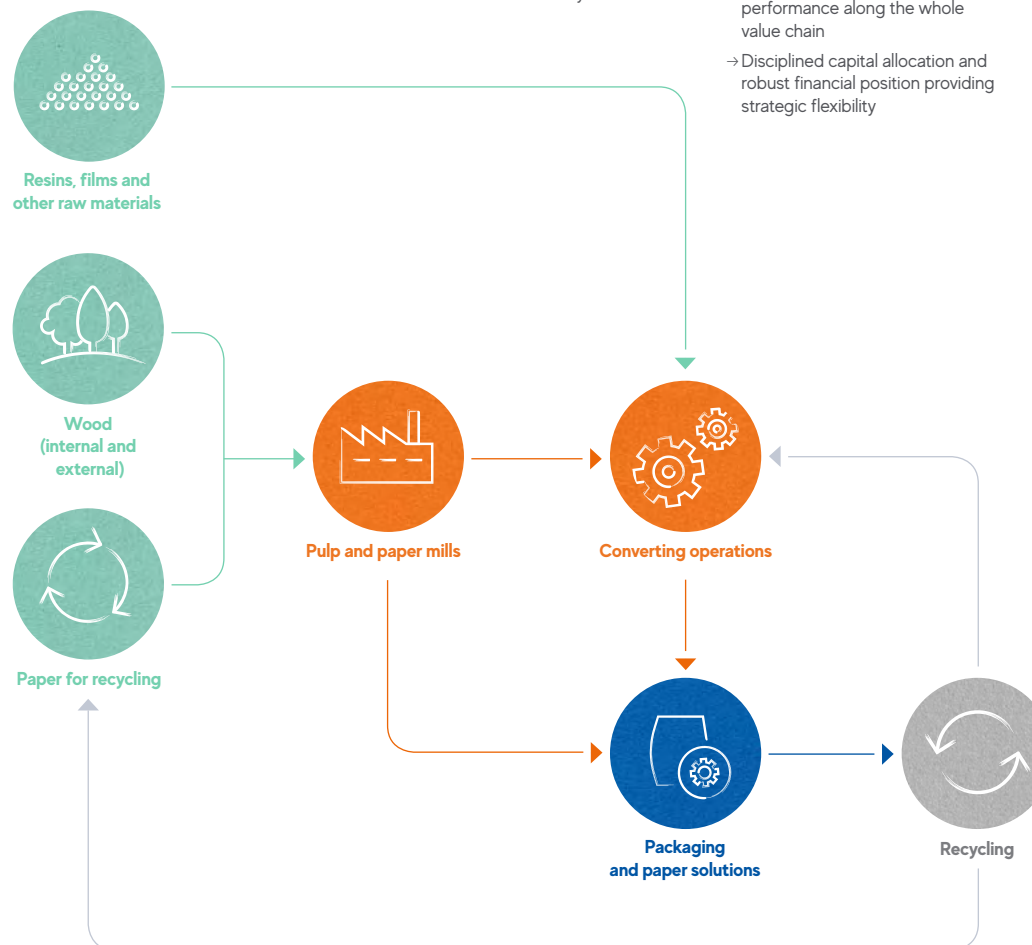 performance along the whole
value chain
→ Disciplined capital allocation and
robust financial position providing
strategic flexibility
Resins, films and
other raw materials
Wood
(internal and
external)
Pulp and paper mills
Converting operations
Paper for recycling
Packaging
and paper solutions
Recycling